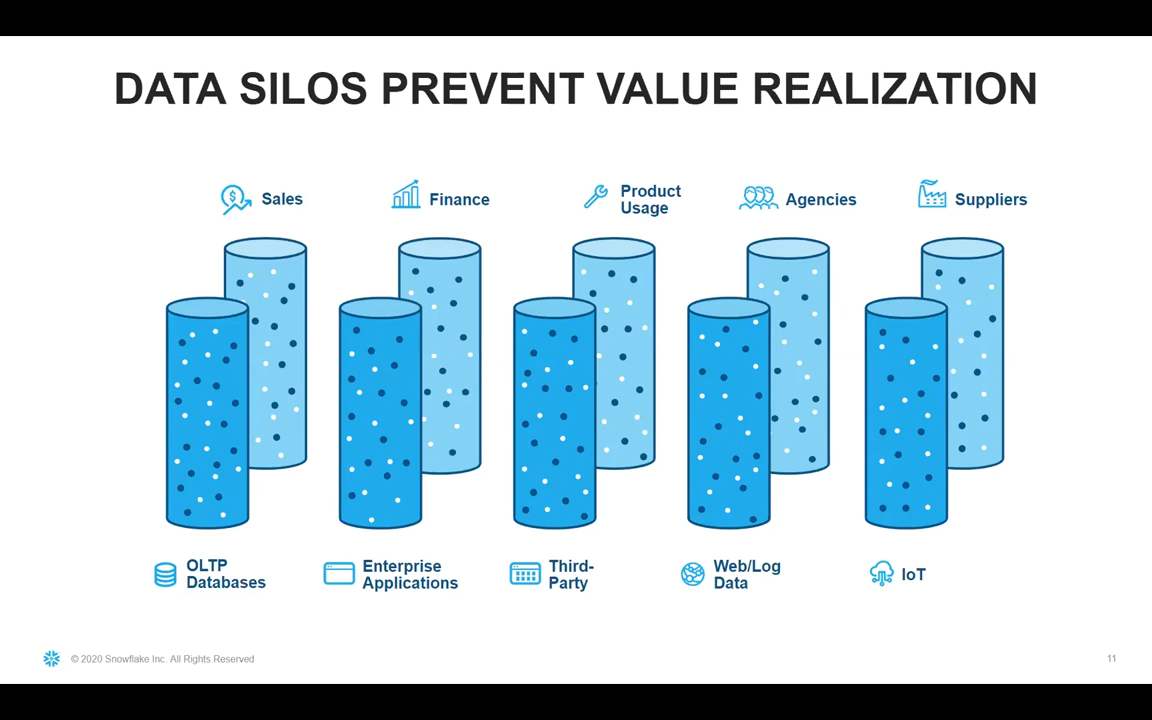 DATA SILOS PREVENT VALUE REALIZATION
Sales
Finance
Product
Usage
Agencies
Suppliers
OLTP
Databases
Enterprise
Applications
Third-
Party
Web/Log
Data
IoT
© 2020 Snowflake Inc. All Rights Reserved
11